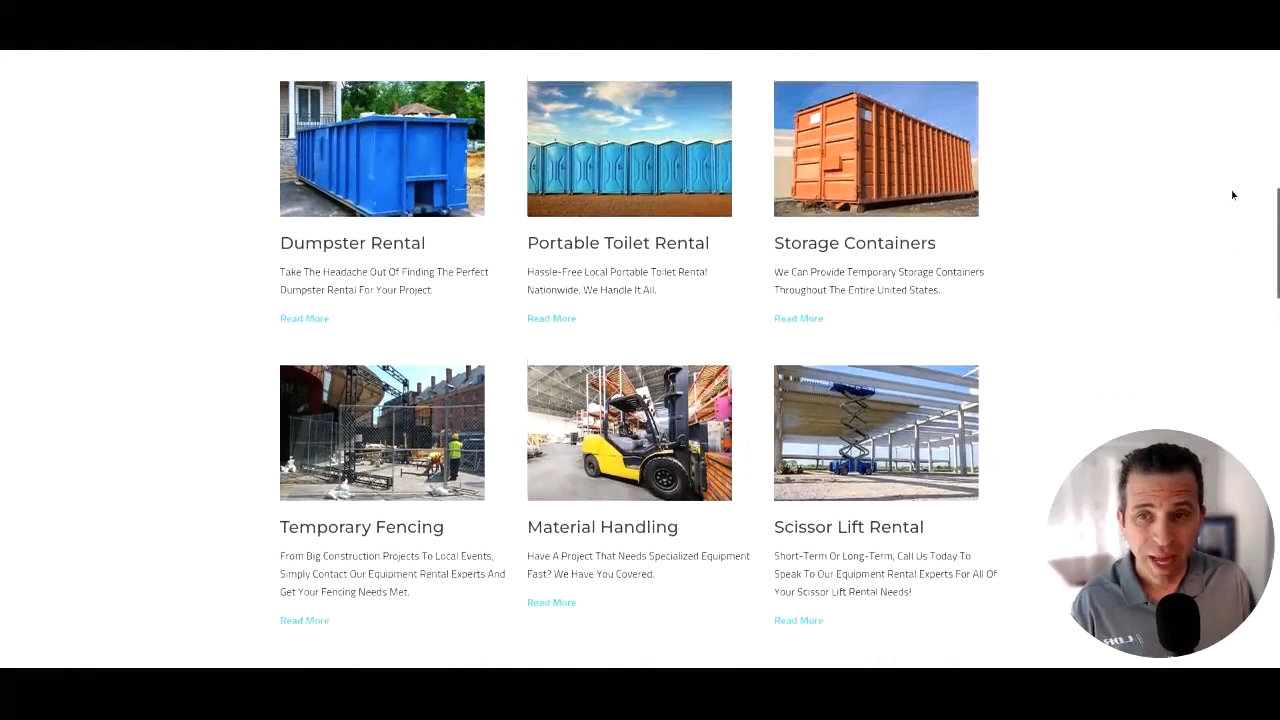 Dumpster Rental
Take The Headache Out Of Finding The Perfect
Dumpster Rental For Your Project.
Read More
Portable Toilet Rental
Hassle-Free Local Portable Toilet Rental
Nationwide. We Handle It All.
Read More
Storage Containers
We Can Provide Temporary Storage Containers
Throughout The Entire United States.
Read More
Temporary Fencing
From Big Construction Projects To Local Events,
Simply Contact Our Equipment Rental Experts And
Get Your Fencing Needs Met.
Read More
Material Handling
Have A Project That Needs Specialized Equipment
Fast? We Have You Covered.
Read More
Scissor Lift Rental
Short-Term Or Long-Term, Call Us Today To
Speak To Our Equipment Rental Experts For All Of
Your Scissor Lift Rental Needs!
Read More